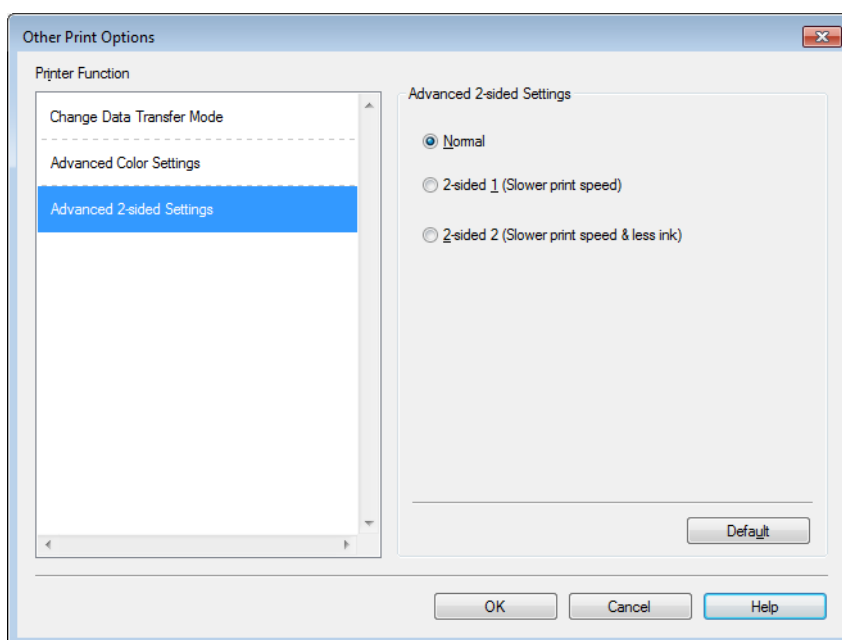 Other Print Options
Printer Function
Change Data Transfer Mode
Advanced Color Settings
Advanced 2-sided Settings
Advanced 2-sided Settings
Normal
2-sided 1 (Slower print speed)
2-sided 2 (Slower print speed & less ink)
Default
OK Cancel Help